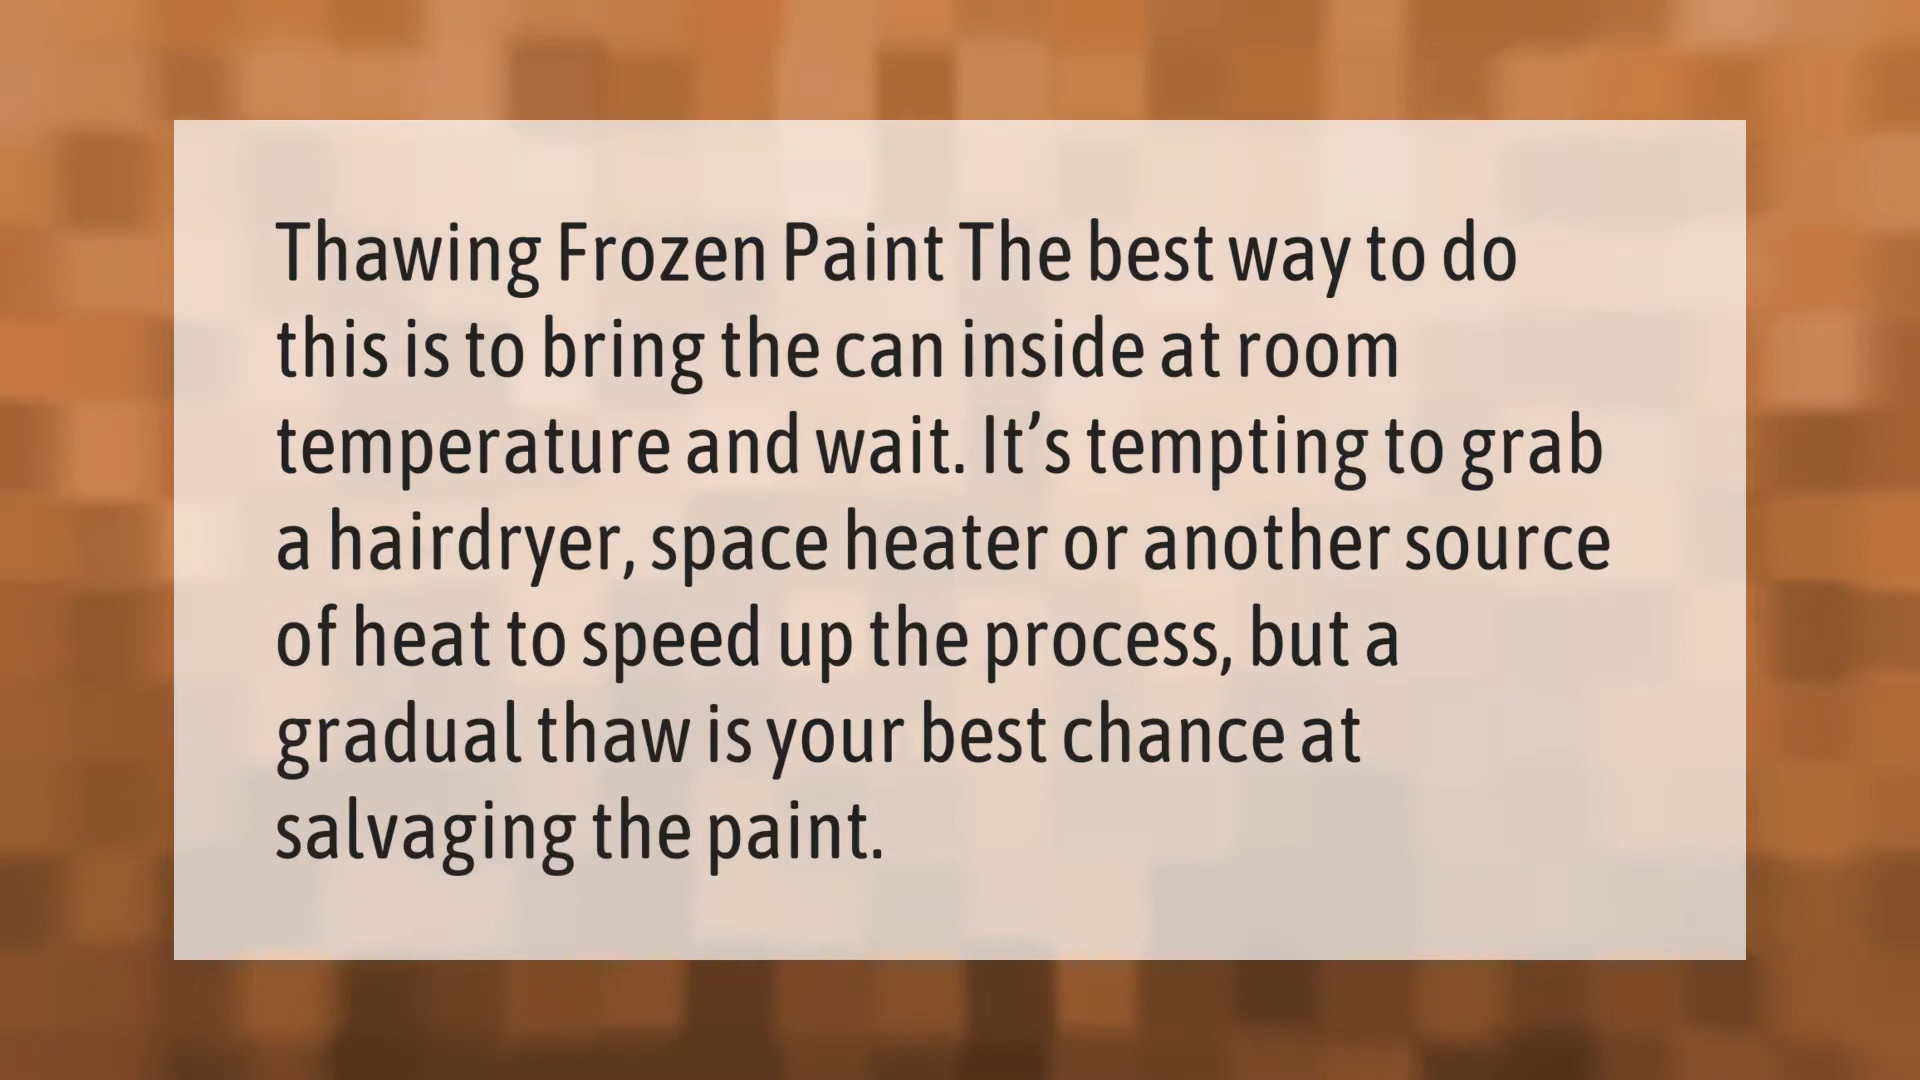 Thawing Frozen Paint The best way to do
this is to bring the can inside at room
temperature and wait. It’s tempting to grab
a hairdryer, space heater or another source
of heat to speed up the process, but a
gradual thaw is your best chance at
salvaging the paint.